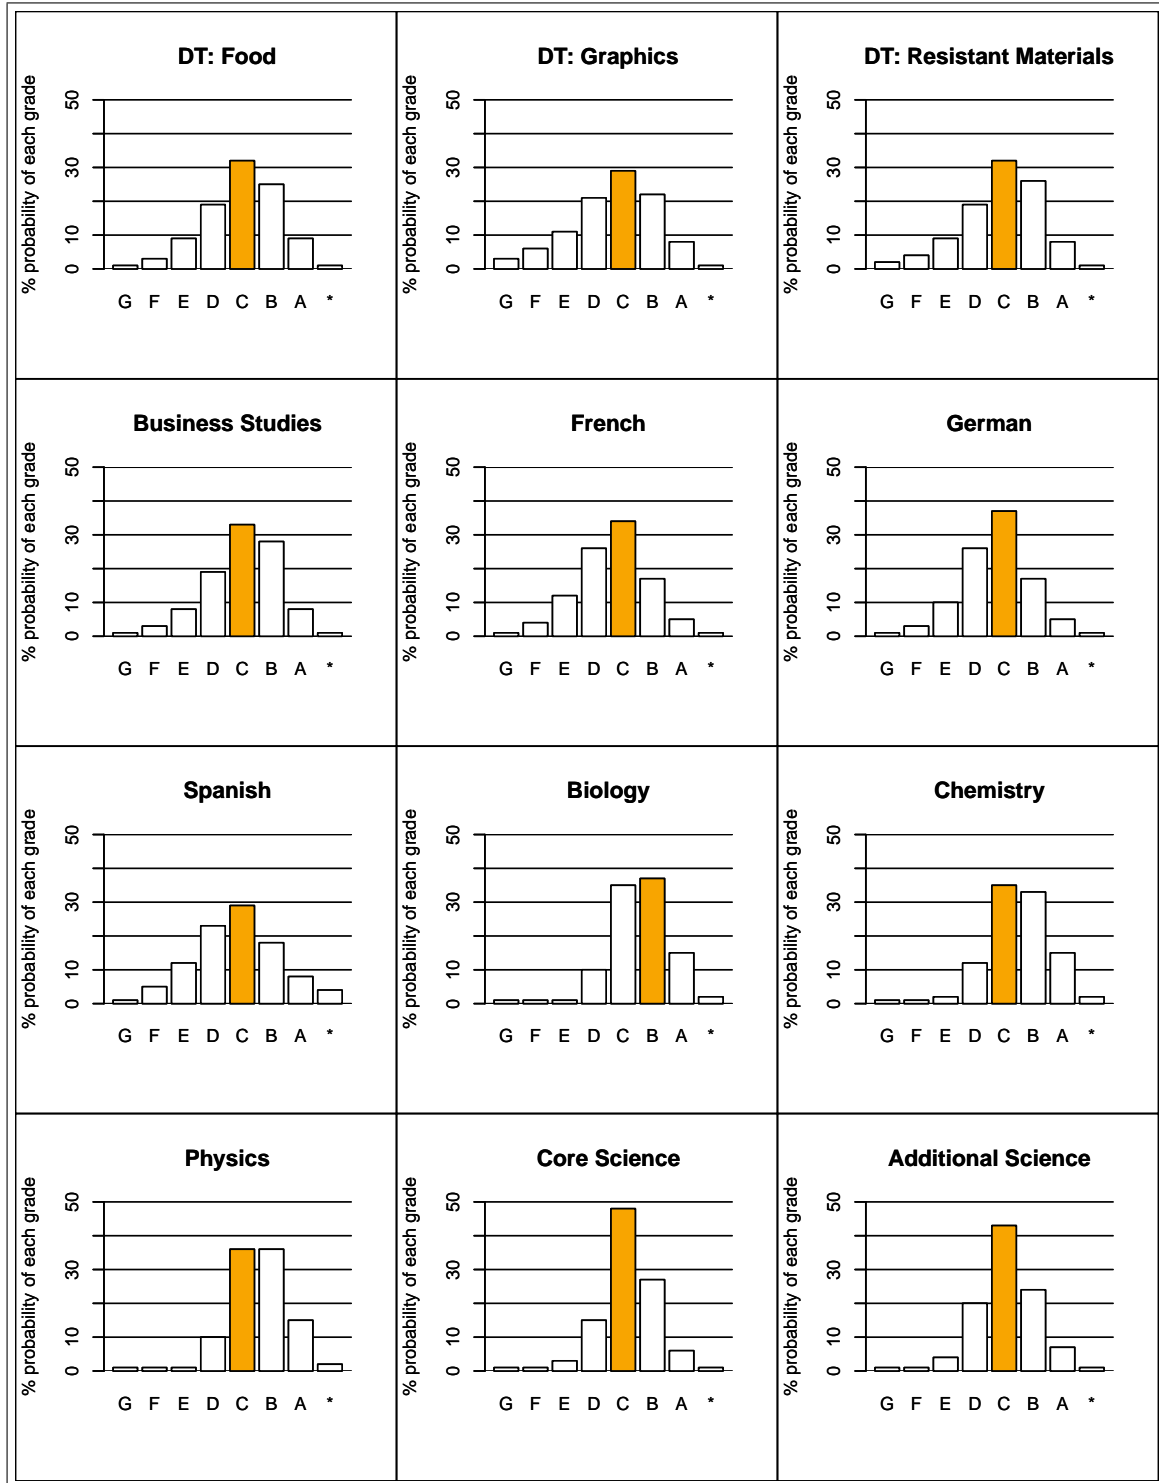 DT: Food
% probability of each grade
50
30
10
0
G F E D C B A *
DT: Graphics
% probability of each grade
50
30
10
0
G F E D C B A *
DT: Resistant Materials
% probability of each grade
50
30
10
0
G F E D C B A *
Business Studies
% probability of each grade
50
30
10
0
G F E D C B A *
French
% probability of each grade
50
30
10
0
G F E D C B A *
German
% probability of each grade
50
30
10
0
G F E D C B A *
Spanish
% probability of each grade
50
30
10
0
G F E D C B A *
Biology
% probability of each grade
50
30
10
0
G F E D C B A *
Chemistry
% probability of each grade
50
30
10
0
G F E D C B A *
Physics
% probability of each grade
50
30
10
0
G F E D C B A *
Core Science
% probability of each grade
50
30
10
0
G F E D C B A *
Additional Science
% probability of each grade
50
30
10
0
G F E D C B A *